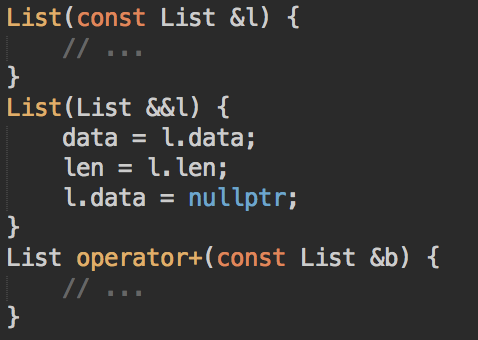 List(const List &l) {
    // ...
}
List(List &&l) {
    data = l.data;
    len = l.len;
    l.data = nullptr;
}
List operator+(const List &b) {
    // ...
}